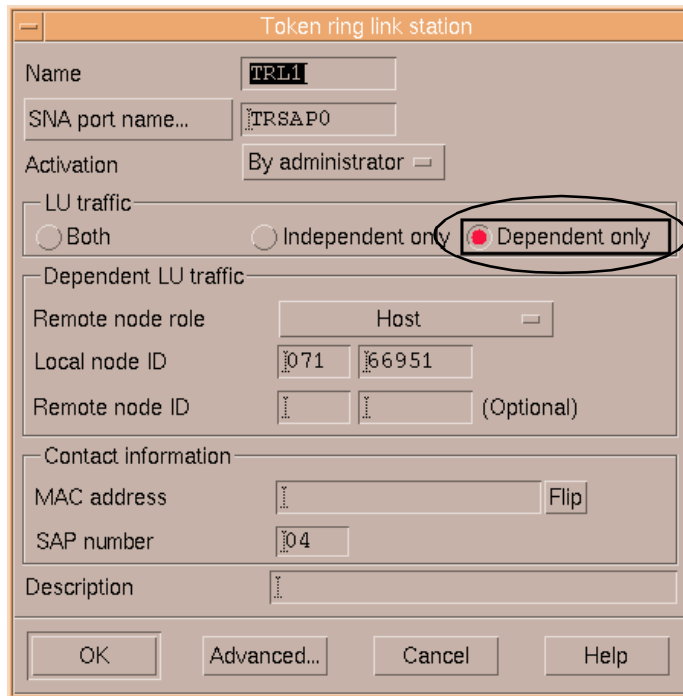 Token ring link station
Name TRL1
SNA port name... TRSAP0
Activation By administrator
LU traffic
Both Independent only Dependent only
Dependent LU traffic
Remote node role Host
Local node ID 071 66951
Remote node ID (Optional)
Contact information
MAC address Flip
SAP number 04
Description
OK Advanced... Cancel Help